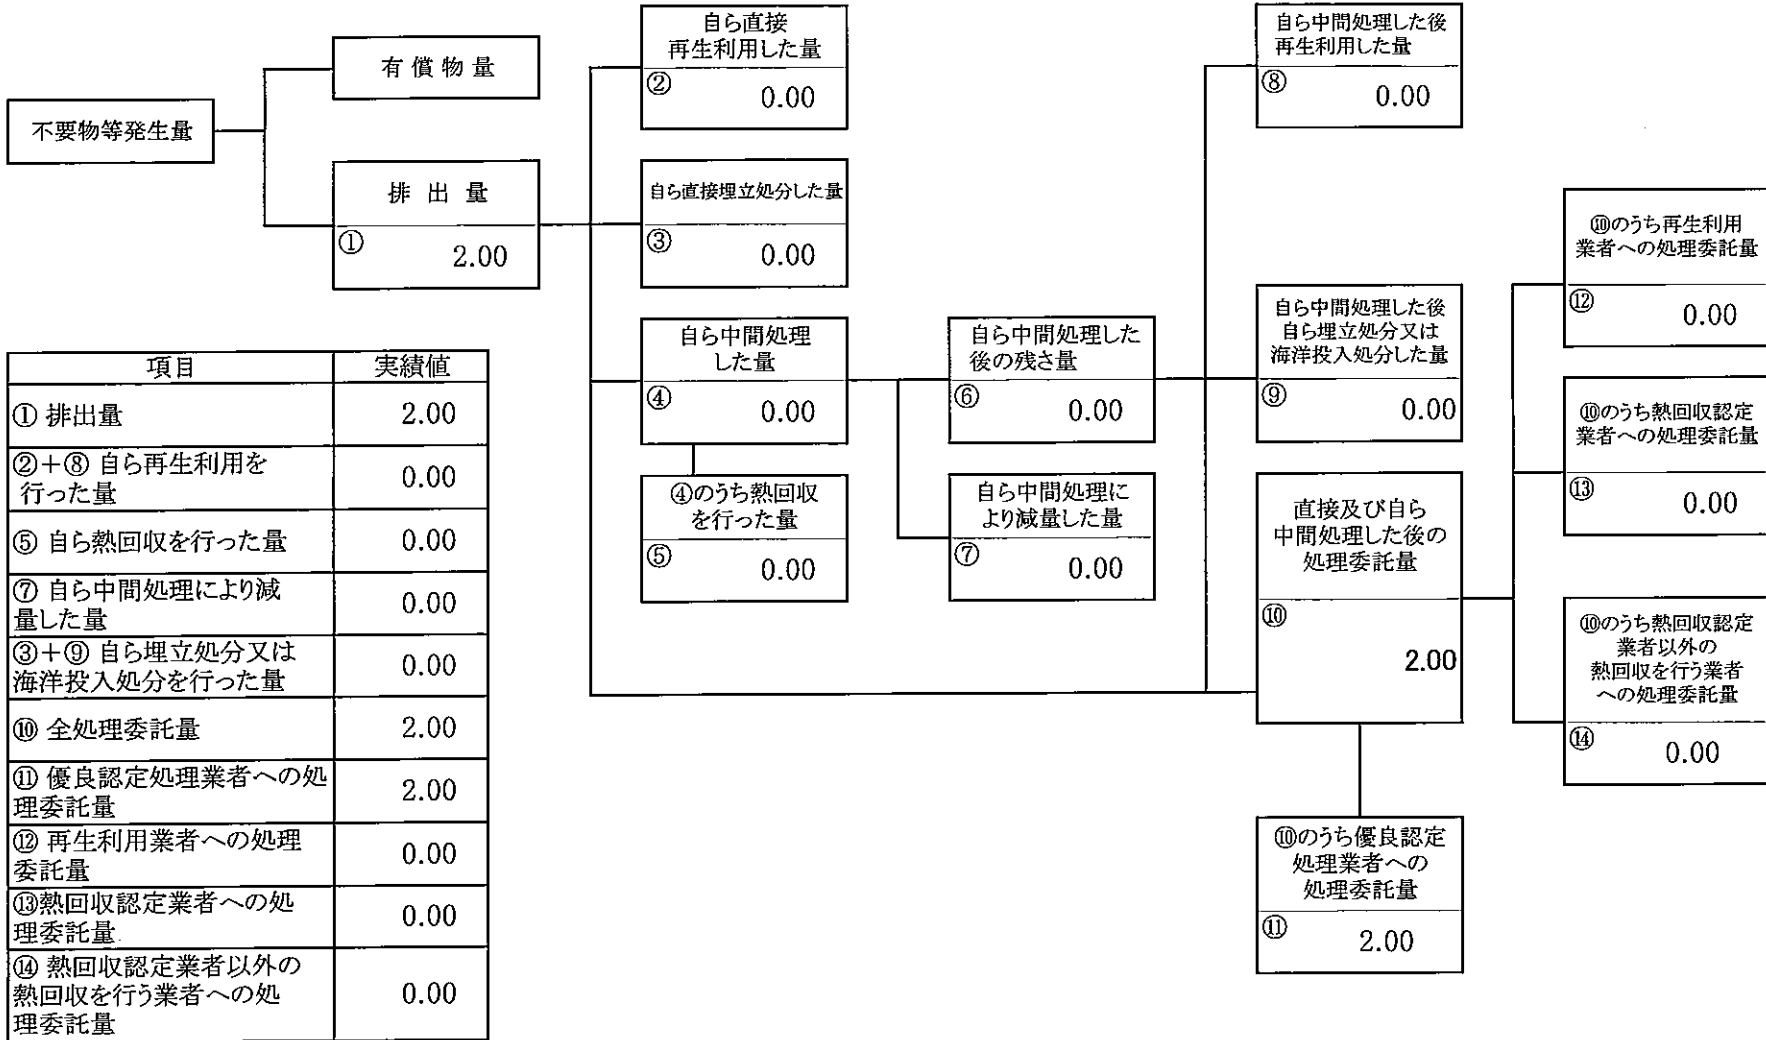 不要物等発生量
有償物量
排出量
①
2.00
自ら直接
再生利用した量
②
0.00
自ら直接埋立処分した量
③
0.00
自ら中間処理
した量
④
0.00
④のうち熱回収
を行った量
⑤
0.00
自ら中間処理した
後の残さ量
⑥
0.00
自ら中間処理に
より減量した量
⑦
0.00
自ら中間処理した後
再生利用した量
⑧
0.00
自ら中間処理した後
自ら埋立処分又は
海洋投入処分した量
⑨
0.00
直接及び自ら
中間処理した後の
処理委託量
⑩
2.00
⑩のうち優良認定
処理業者への
処理委託量
⑪
2.00
⑩のうち再生利用
業者への処理委託量
⑫
0.00
⑩のうち熱回収認定
業者への処理委託量
⑬
0.00
⑩のうち熱回収認定
業者以外の
熱回収を行う業者
への処理委託量
⑭
0.00
項目 実績値
① 排出量 2.00
②+⑧ 自ら再生利用を
行った量 0.00
⑤ 自ら熱回収を行った量 0.00
⑦ 自ら中間処理により減
量した量 0.00
③+⑨ 自ら埋立処分又は
海洋投入処分を行った量 0.00
⑩ 全処理委託量 2.00
⑪ 優良認定処理業者への処
理委託量 2.00
⑫ 再生利用業者への処理
委託量 0.00
⑬熱回収認定業者への処
理委託量 0.00
⑭ 熱回収認定業者以外の
熱回収を行う業者への処
理委託量 0.00